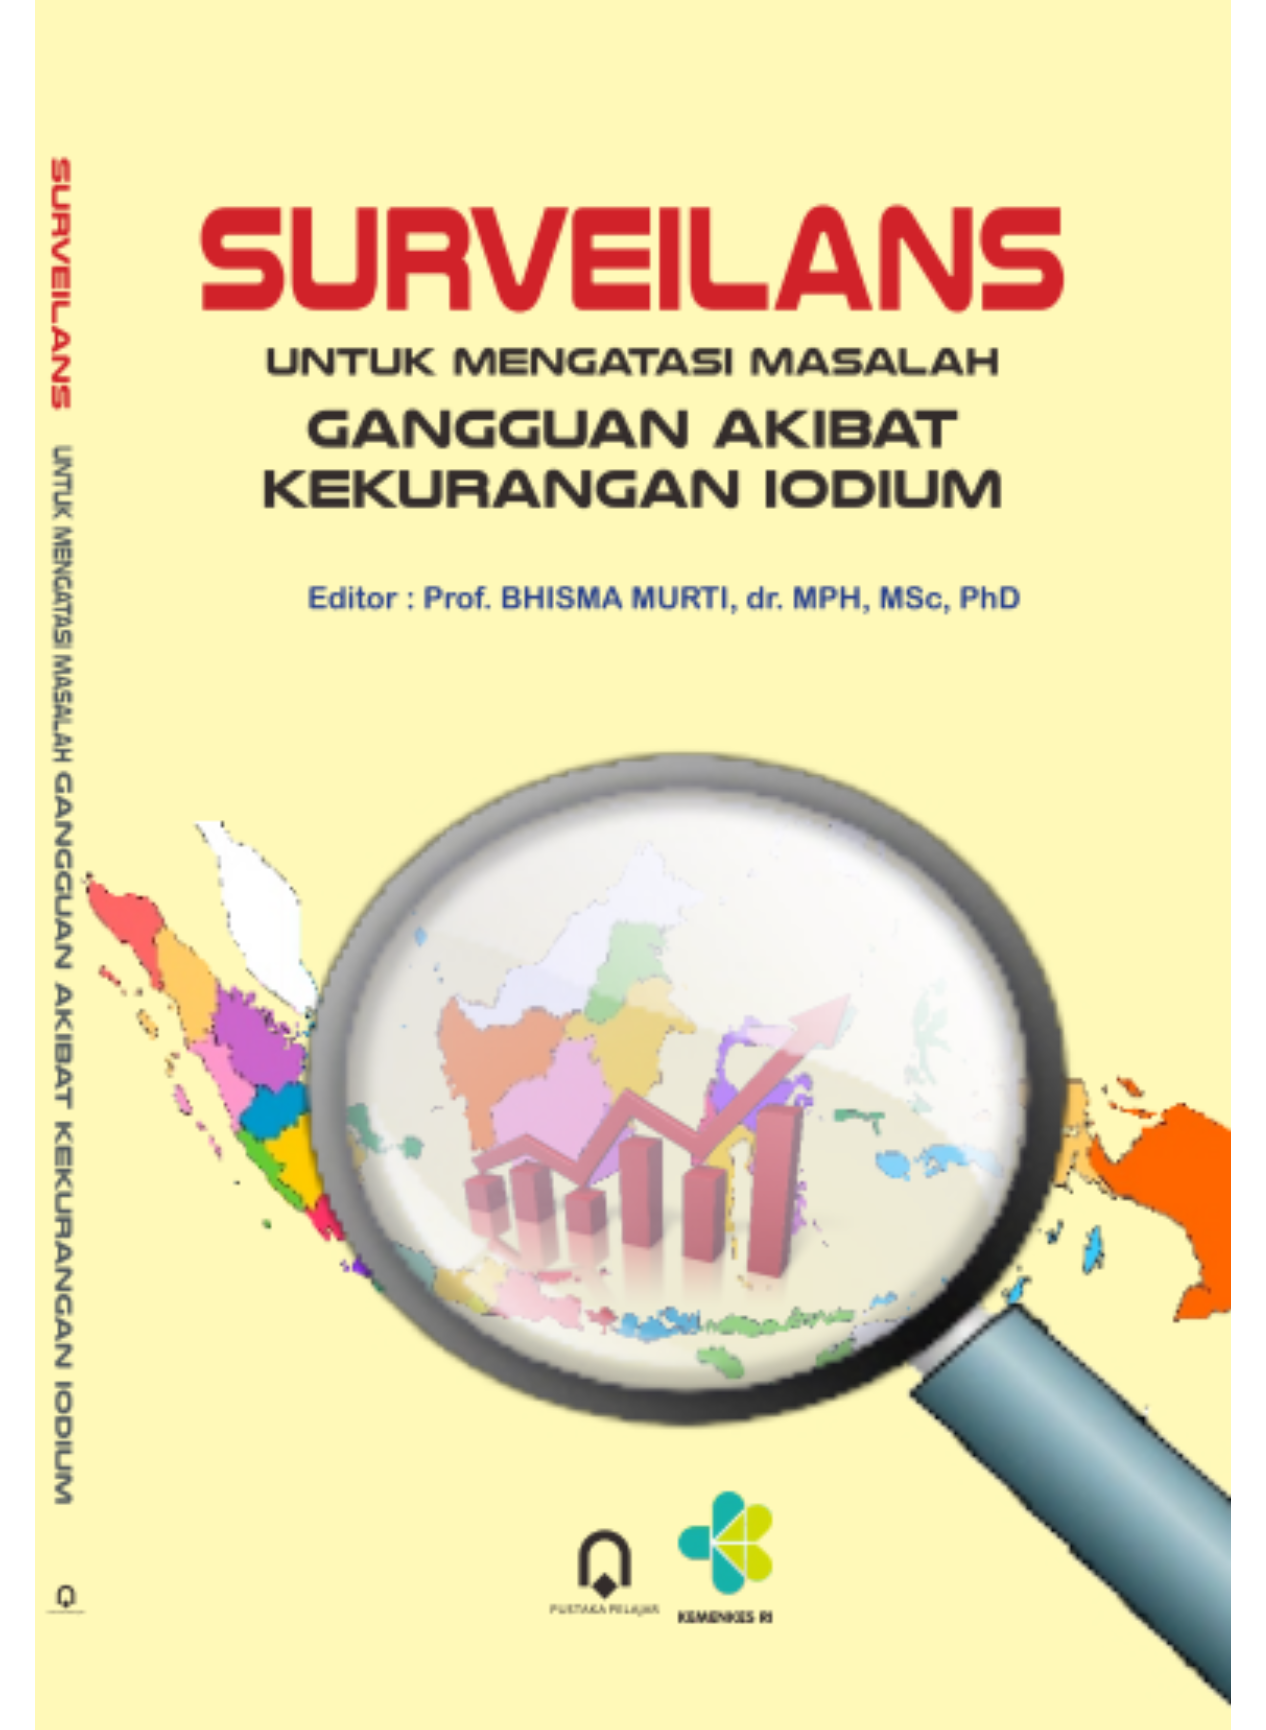 SURVEILANS UNTUK MENGATASI MASALAH GANGGUAN AKIBAT KEKURANGAN IODIUM
SURVEILANS
UNTUK MENGATASI MASALAH
GANGGUAN AKIBAT
KEKURANGAN IODIUM
Editor : Prof. BHISMA MURTI, dr. MPH, MSc, PhD
PUSTAKA PELAJAR
KEMENKES RI